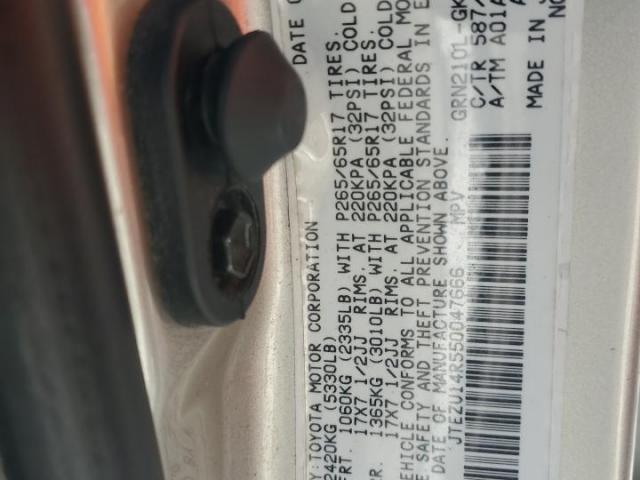 DATE O
Y:TOYOTA MOTOR CORPORATION
2420KG (5330LB)
RT. 1060KG (2335LB) WITH P265/65R17 TIRES.
17X7 1/2JJ RIMS. AT 220KPA (32PSI) COLD
RR. 1365KG (3010LB) WITH P265/65R17 TIRES.
17X7 1/2JJ RIMS. AT 220KPA (32PSI) COLD
EHICLE CONFORMS TO ALL APPLICABLE FEDERAL MO
E SAFETY AND THEFT PREVENTION STANDARDS IN E
DATE OF MANUFACTURE SHOWN ABOVE.
JTEZU14R550047666 MPV
GRN210L-GK
C/TR 587/
A/TM A01A
MADE IN